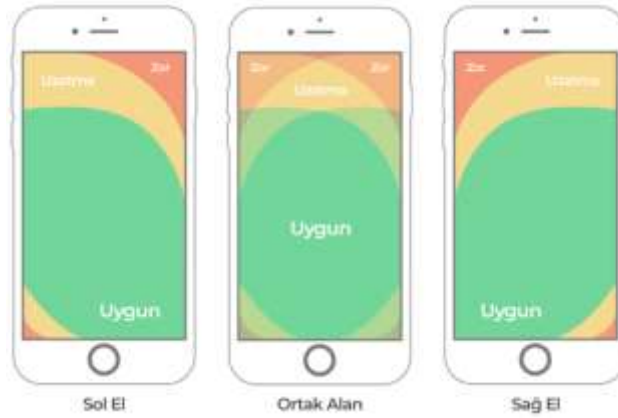 Uzatma Zor
Uygun
Sol El
Zor Zor
Uzatma
Uygun
Ortak Alan
Zor Uzatma
Uygun
Sağ El